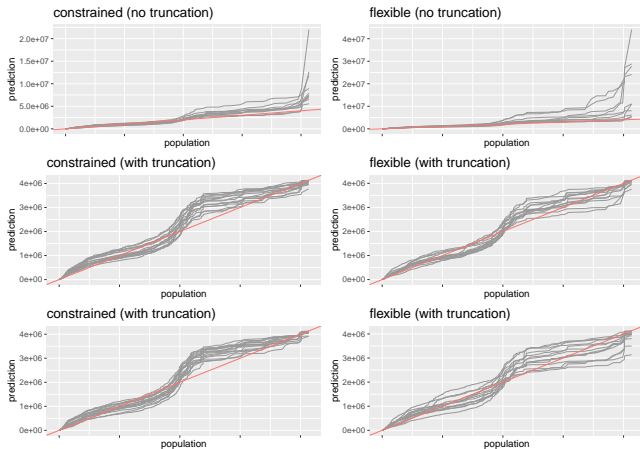 constrained (no truncation)
2.0e+07
1.5e+07
1.0e+07
5.0e+06
0.0e+00
prediction
population
flexible (no truncation)
4e+07
3e+07
2e+07
1e+07
0e+00
prediction
population
constrained (with truncation)
4e+06
3e+06
2e+06
1e+06
0e+00
prediction
population
flexible (with truncation)
4e+06
3e+06
2e+06
1e+06
0e+00
prediction
population
constrained (with truncation)
4e+06
3e+06
2e+06
1e+06
0e+00
prediction
population
flexible (with truncation)
4e+06
3e+06
2e+06
1e+06
0e+00
prediction
population